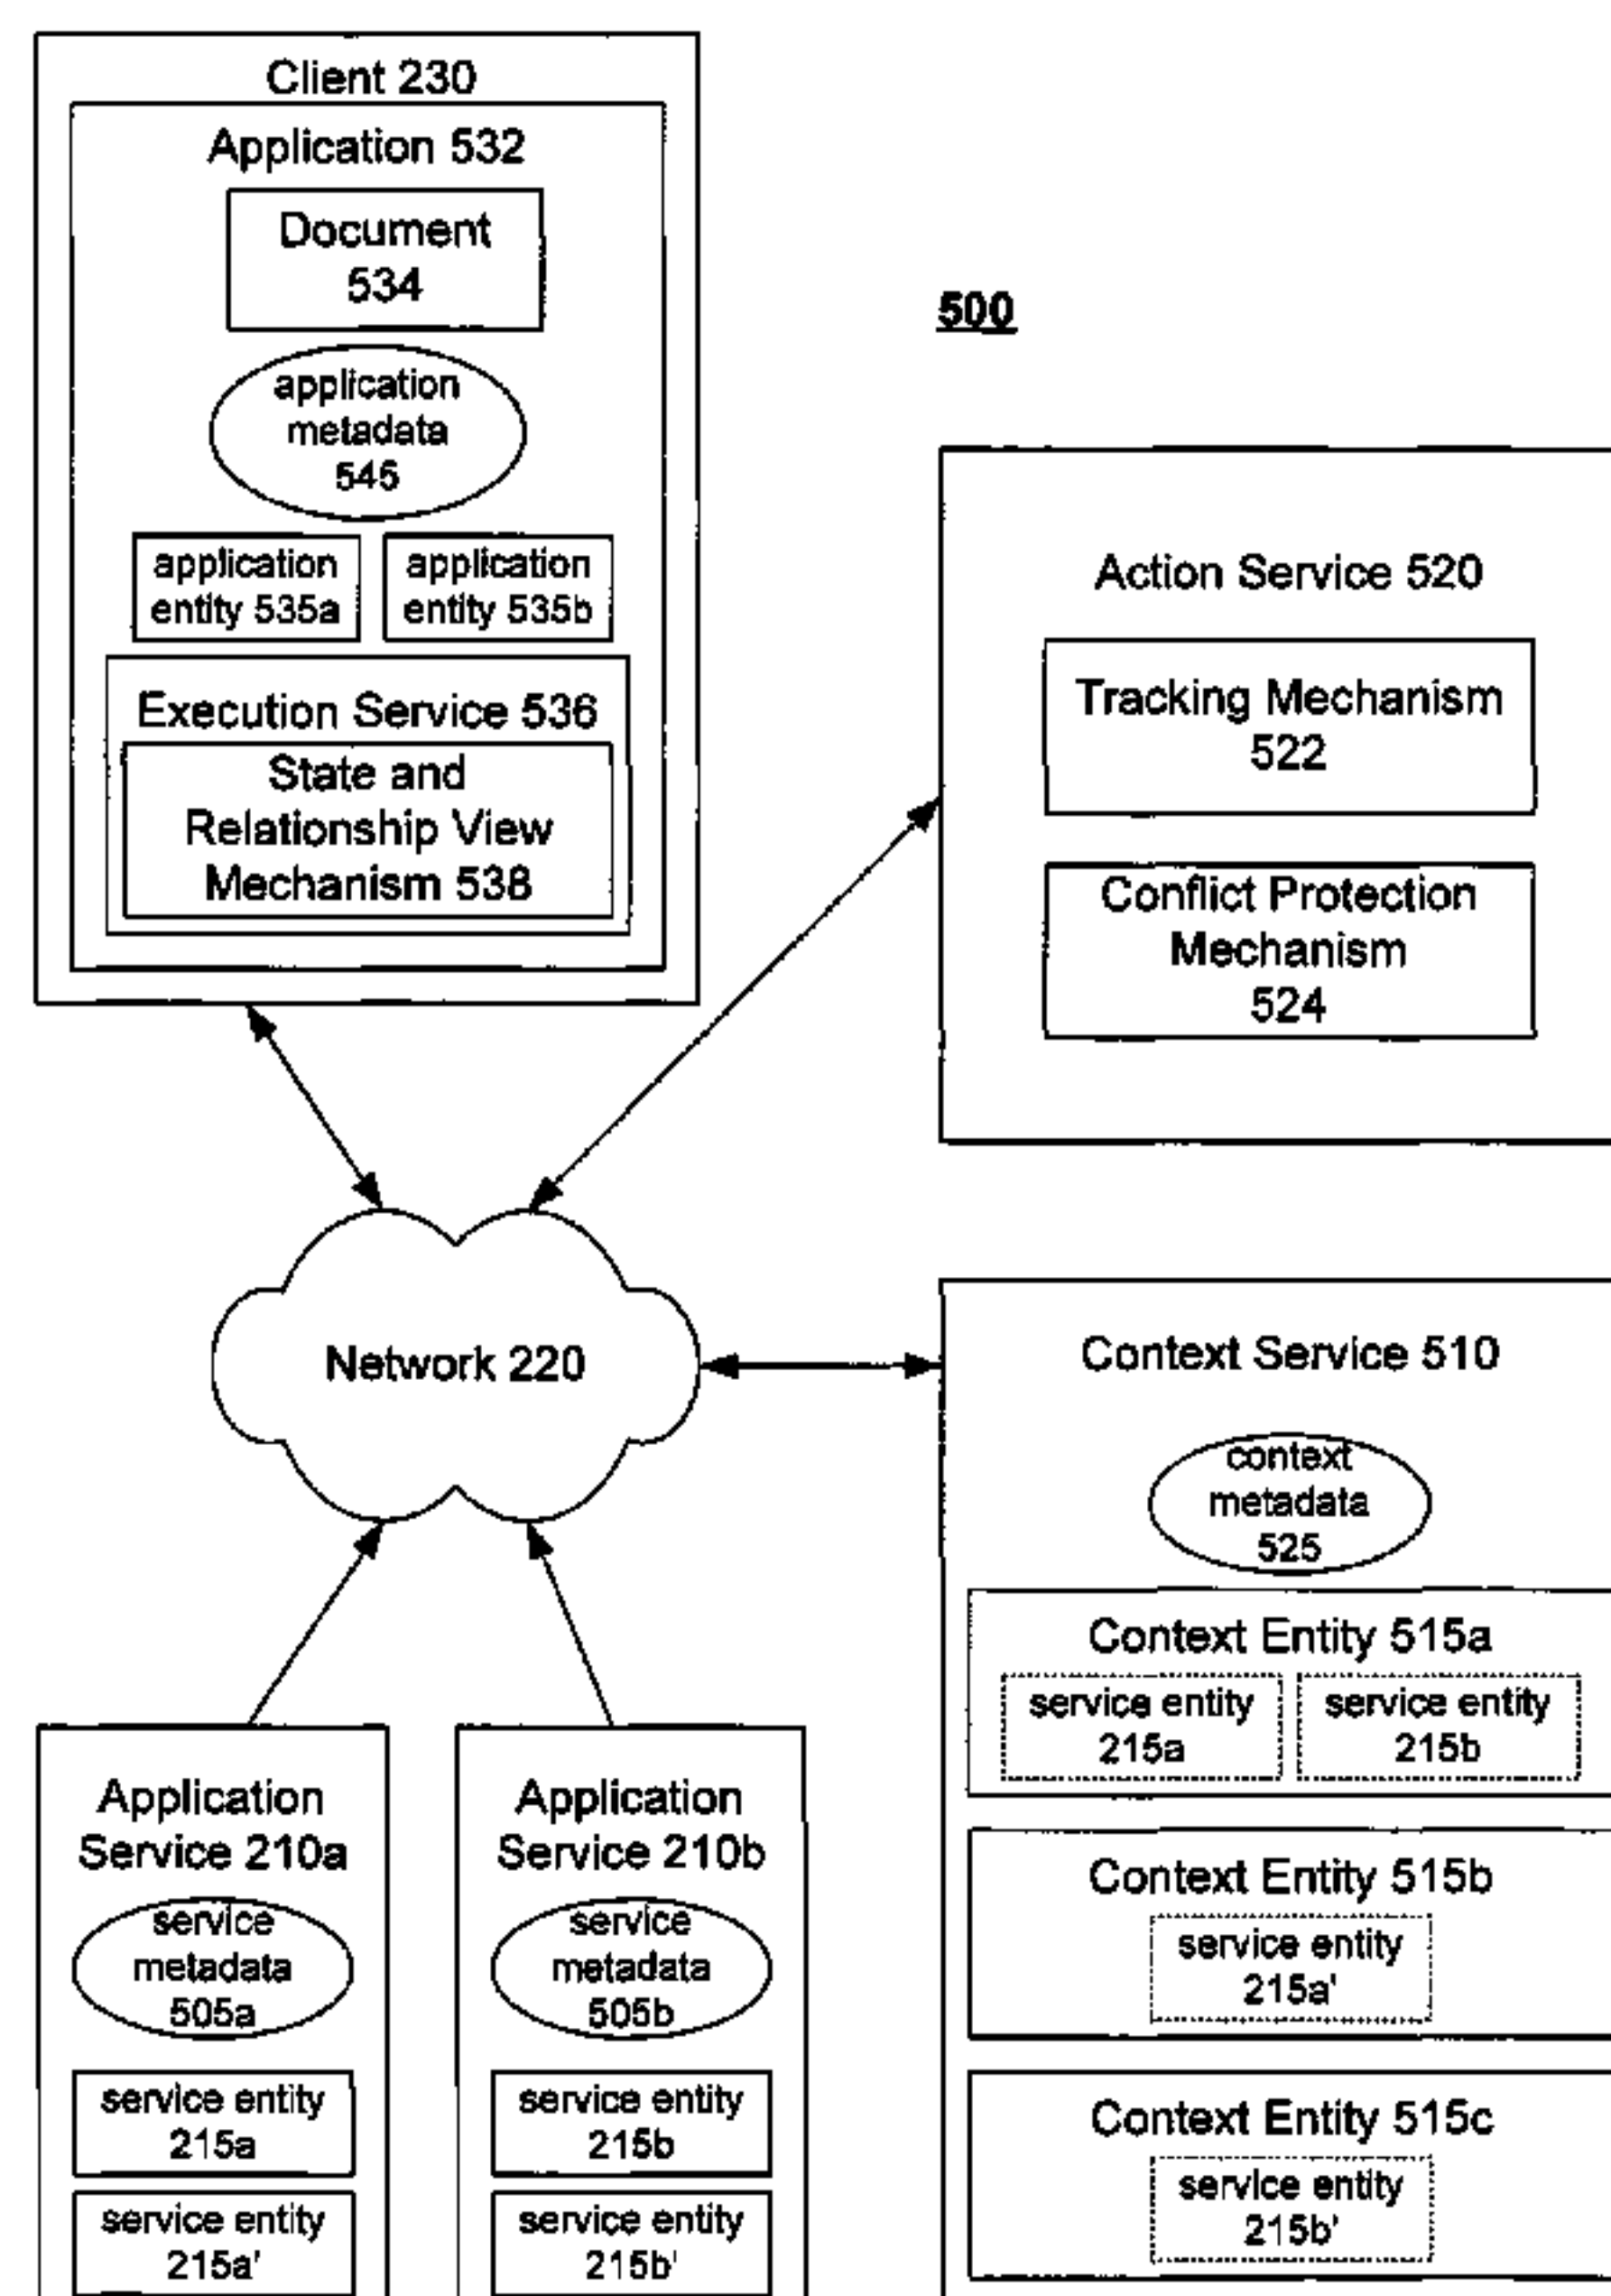 Client 230
Application 532
Document
534
application
metadata
545
application
entity 535a
application
entity 535b
Execution Service 536
State and
Relationship View
Mechanism 538
500
Action Service 520
Tracking Mechanism
522
Conflict Protection
Mechanism
524
Network 220
Context Service 510
context
metadata
525
Context Entity 515a
service entity
215a
service entity
215b
Context Entity 515b
service entity
215a'
Context Entity 515c
service entity
215b'
Application
Service 210a
service
metadata
505a
service entity
215a
service entity
215a'
Application
Service 210b
service
metadata
505b
service entity
215b
service entity
215b'